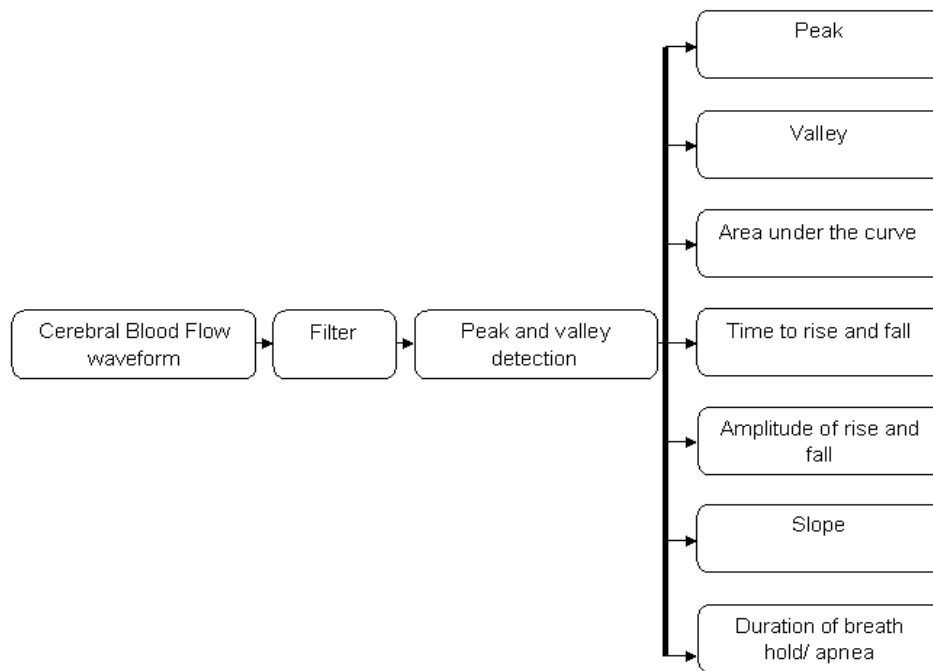 Cerebral Blood Flow
waveform
Filter
Peak and valley
detection
Peak
Valley
Area under the curve
Time to rise and fall
Amplitude of rise and
fall
Slope
Duration of breath
hold/ apnea